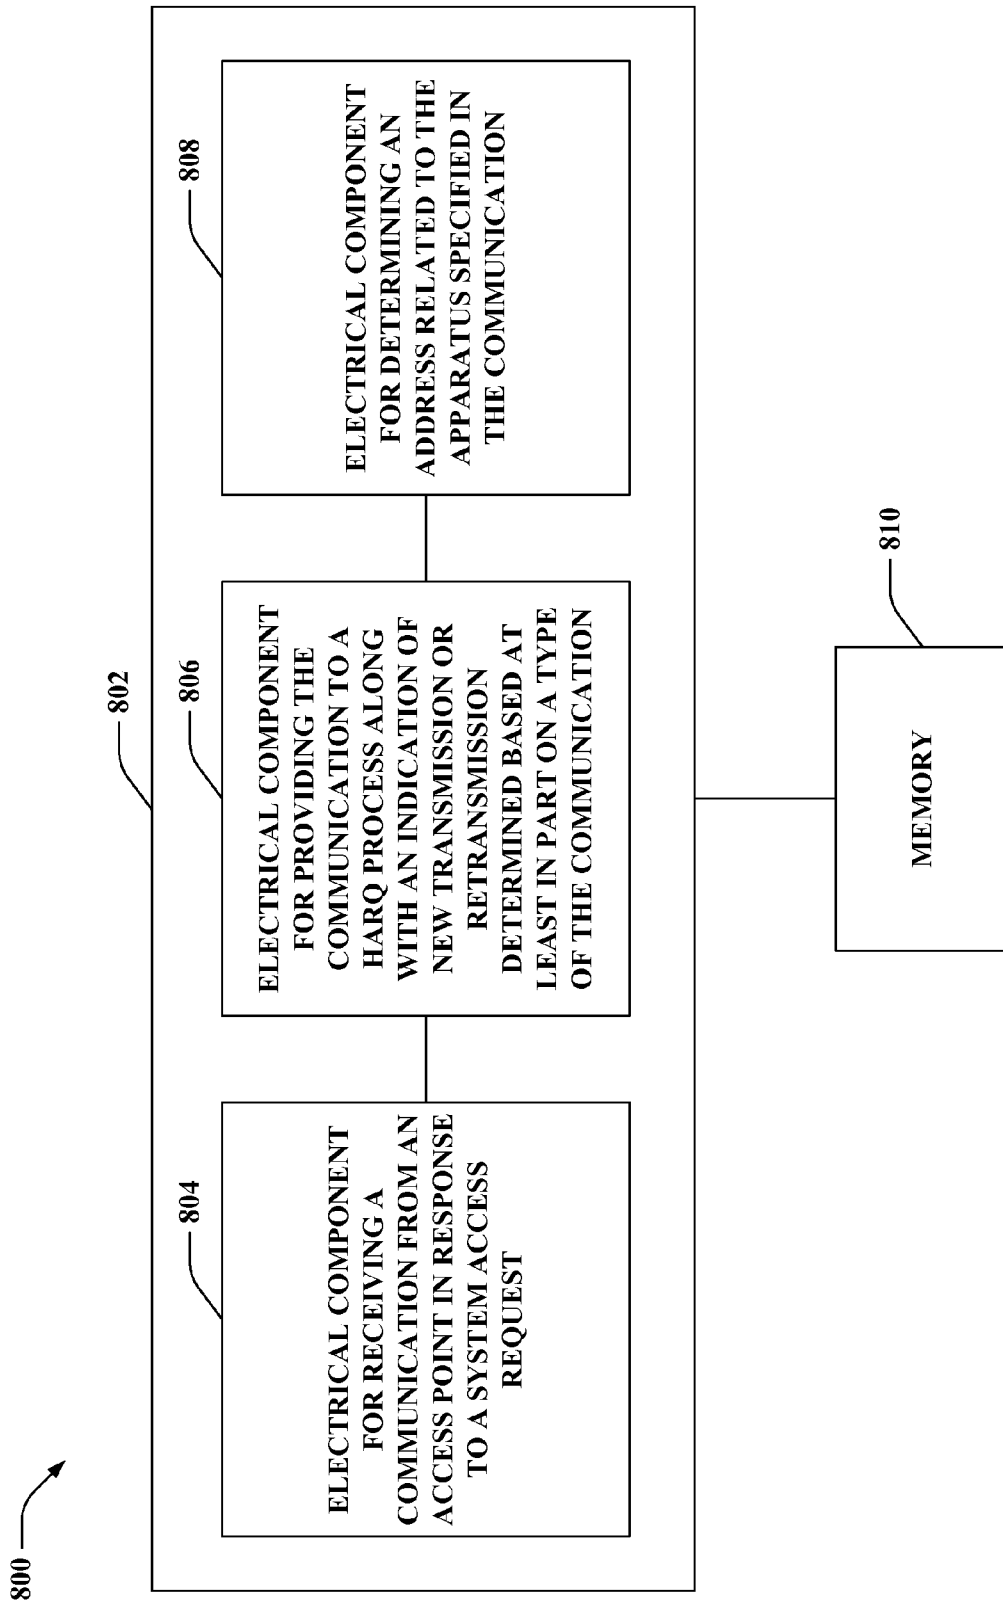 800
802
804
ELECTRICAL COMPONENT
FOR RECEIVING A
COMMUNICATION FROM AN
ACCESS POINT IN RESPONSE
TO A SYSTEM ACCESS
REQUEST
806
ELECTRICAL COMPONENT
FOR PROVIDING THE
COMMUNICATION TO A
HARQ PROCESS ALONG
WITH AN INDICATION OF
NEW TRANSMISSION OR
RETRANSMISSION
DETERMINED BASED AT
LEAST IN PART ON A TYPE
OF THE COMMUNICATION
808
ELECTRICAL COMPONENT
FOR DETERMINING AN
ADDRESS RELATED TO THE
APPARATUS SPECIFIED IN
THE COMMUNICATION
810
MEMORY